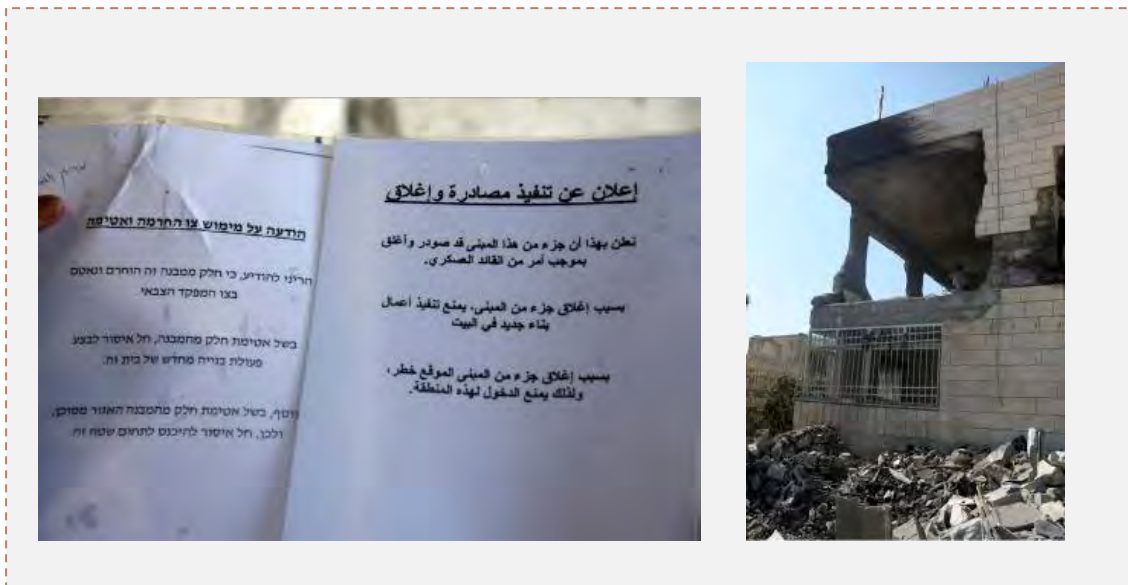 הודעה על מימוש צו החרמה ואטימה
הריני להודיע, כי חלק ממבנה זה הוחרם ונאטם
בצו המפקד הצבאי
בשל אטימת חלק מהמבנה, חל איסור לבצע
פעולת בנייה מחדש של בית זה.
בנוסף, בשל אטימת חלק מהמבנה האזור מסוכן,
ולכן, חל איסור להיכנס לתחום שטח זה.
إعلان عن تنفيذ مصادرة وإغلاق
نعلن بهذا أن جزء من هذا المبنى قد صودر وأغلق
بموجب أمر من القائد العسكري.
بسبب إغلاق جزء من المبنى، يمنع تنفيذ أعمال
بناء جديد في البيت
بسبب إغلاق جزء من المبنى الموقع خطر،
ولذلك يمنع الدخول لهذه المنطقة.